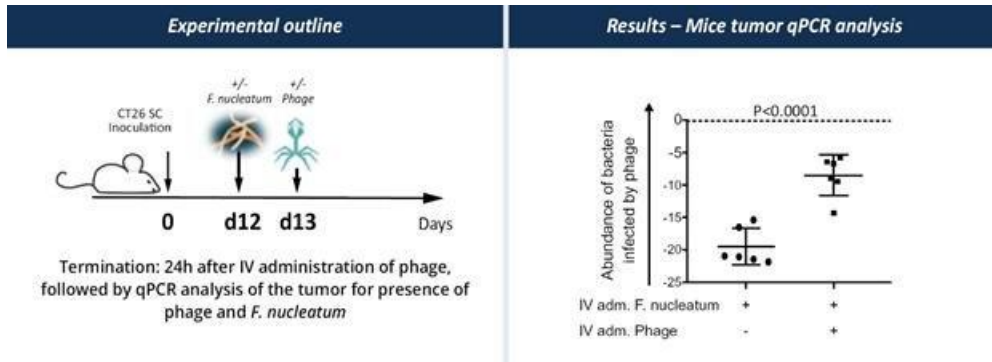 Experimental outline
+/-
F. nucleatum
+/-
Phage
CT26 SC
Inoculation
0
d12
d13
Days
Termination: 24h after IV administration of phage,
followed by qPCR analysis of the tumor for presence of
phage and F. nucleatum
Results – Mice tumor qPCR analysis
P<0.0001
Abundance of bacteria
infected by phage
0
-5
-10
-15
-20
-25
IV adm. F. nucleatum + +
IV adm. Phage - +